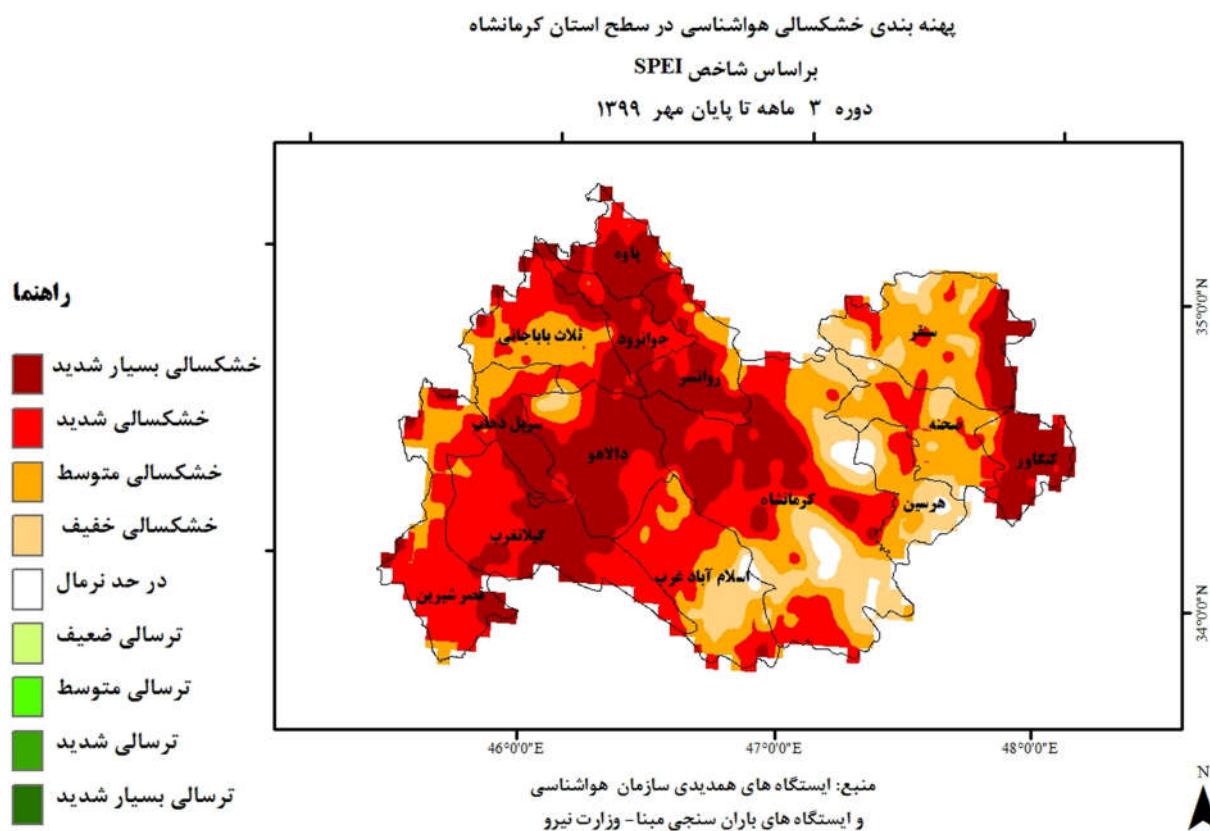 پهنه بندی خشکسالی هواشناسی در سطح استان کرمانشاه
براساس شاخص SPEI
دوره ۳ ماهه تا پایان مهر ۱۳۹۹
راهنما
خشکسالی بسیار شدید
خشکسالی شدید
خشکسالی متوسط
خشکسالی خفیف
در حد نرمال
ترسالی ضعیف
ترسالی متوسط
ترسالی شدید
ترسالی بسیار شدید
پاوه
ثلاث باباجانی
جوانرود
روانسر
سنقر
صحنه
کنگاور
سرپل ذهاب
دالاهو
کرمانشاه
هرسین
گیلانغرب
اسلام آباد غرب
قصر شیرین
35°0'0"N
34°0'0"N
46°0'0"E
47°0'0"E
48°0'0"E
N
منبع: ایستگاه های همدیدی سازمان هواشناسی
و ایستگاه های باران سنجی مبنا - وزارت نیرو